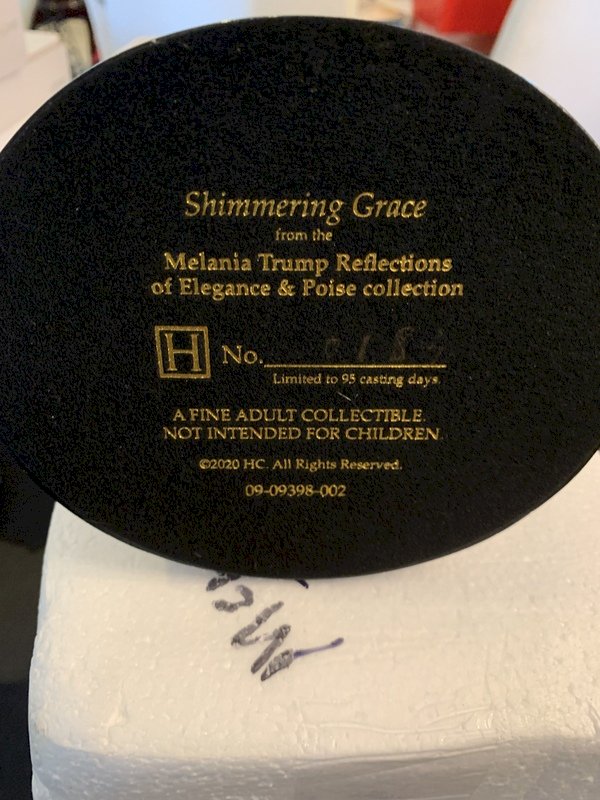 Shimmering Grace
from the
Melania Trump Reflections
of Elegance & Poise collection
H No.
Limited to 95 casting days
A FINE ADULT COLLECTIBLE.
NOT INTENDED FOR CHILDREN.
©2020 HC. All Rights Reserved.
09-09398-002